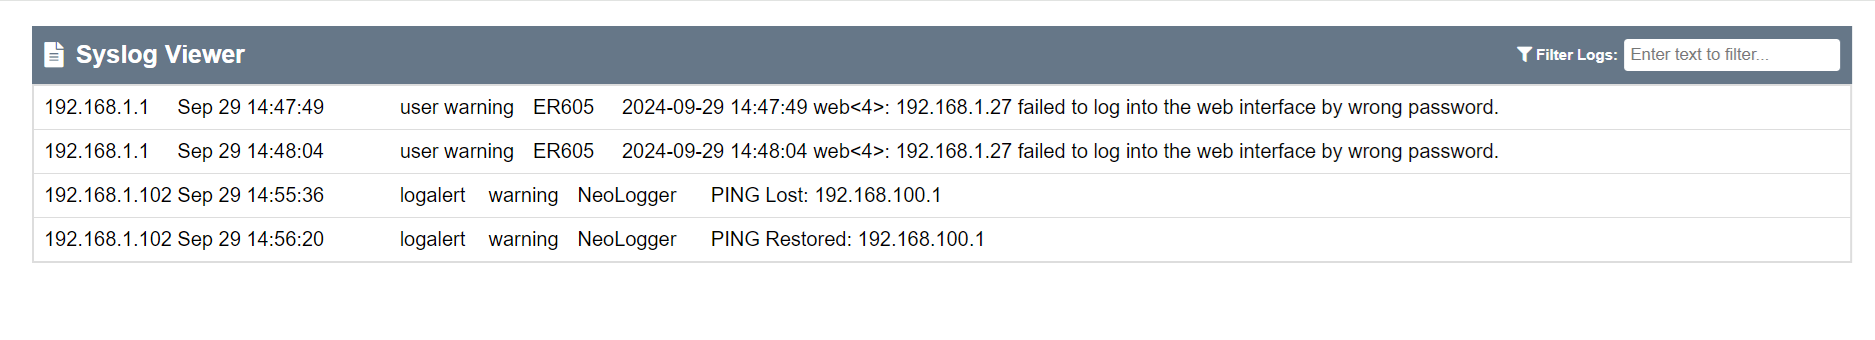 Syslog Viewer Filter Logs: Enter text to filter...
192.168.1.1 Sep 29 14:47:49 user warning ER605 2024-09-29 14:47:49 web<4>: 192.168.1.27 failed to log into the web interface by wrong password.
192.168.1.1 Sep 29 14:48:04 user warning ER605 2024-09-29 14:48:04 web<4>: 192.168.1.27 failed to log into the web interface by wrong password.
192.168.1.102 Sep 29 14:55:36 logalert warning NeoLogger PING Lost: 192.168.100.1
192.168.1.102 Sep 29 14:56:20 logalert warning NeoLogger PING Restored: 192.168.100.1